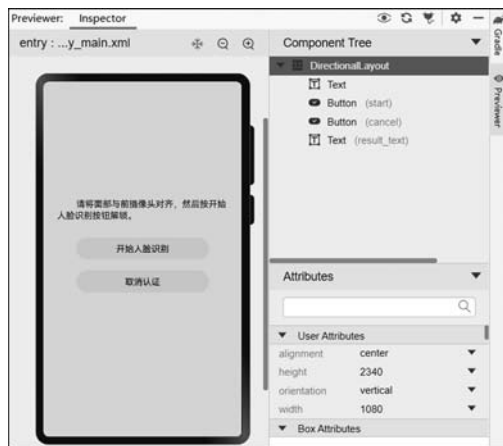 Previewer: Inspector
entry : ...y_main.xml
Component Tree
DirectionalLayout
Text
Button (start)
Button (cancel)
Text (result_text)
请将面部与前摄像头对齐，然后按开始
人脸识别按钮解锁。
开始人脸识别
取消认证
Attributes
User Attributes
alignment center
height 2340
orientation vertical
width 1080
Box Attributes
Gradle
Previewer